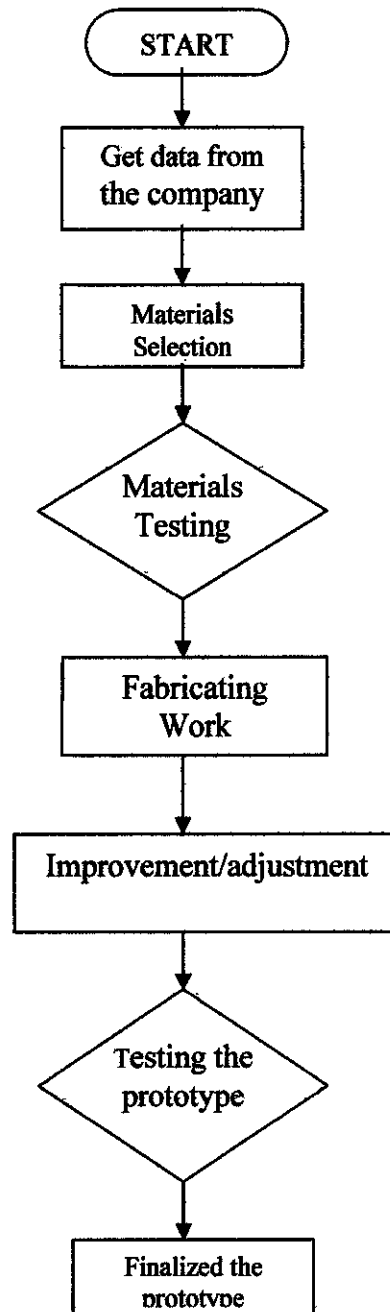 START
Get data from
the company
Materials
Selection
Materials
Testing
Fabricating
Work
Improvement/adjustment
Testing the
prototype
Finalized the
prototype